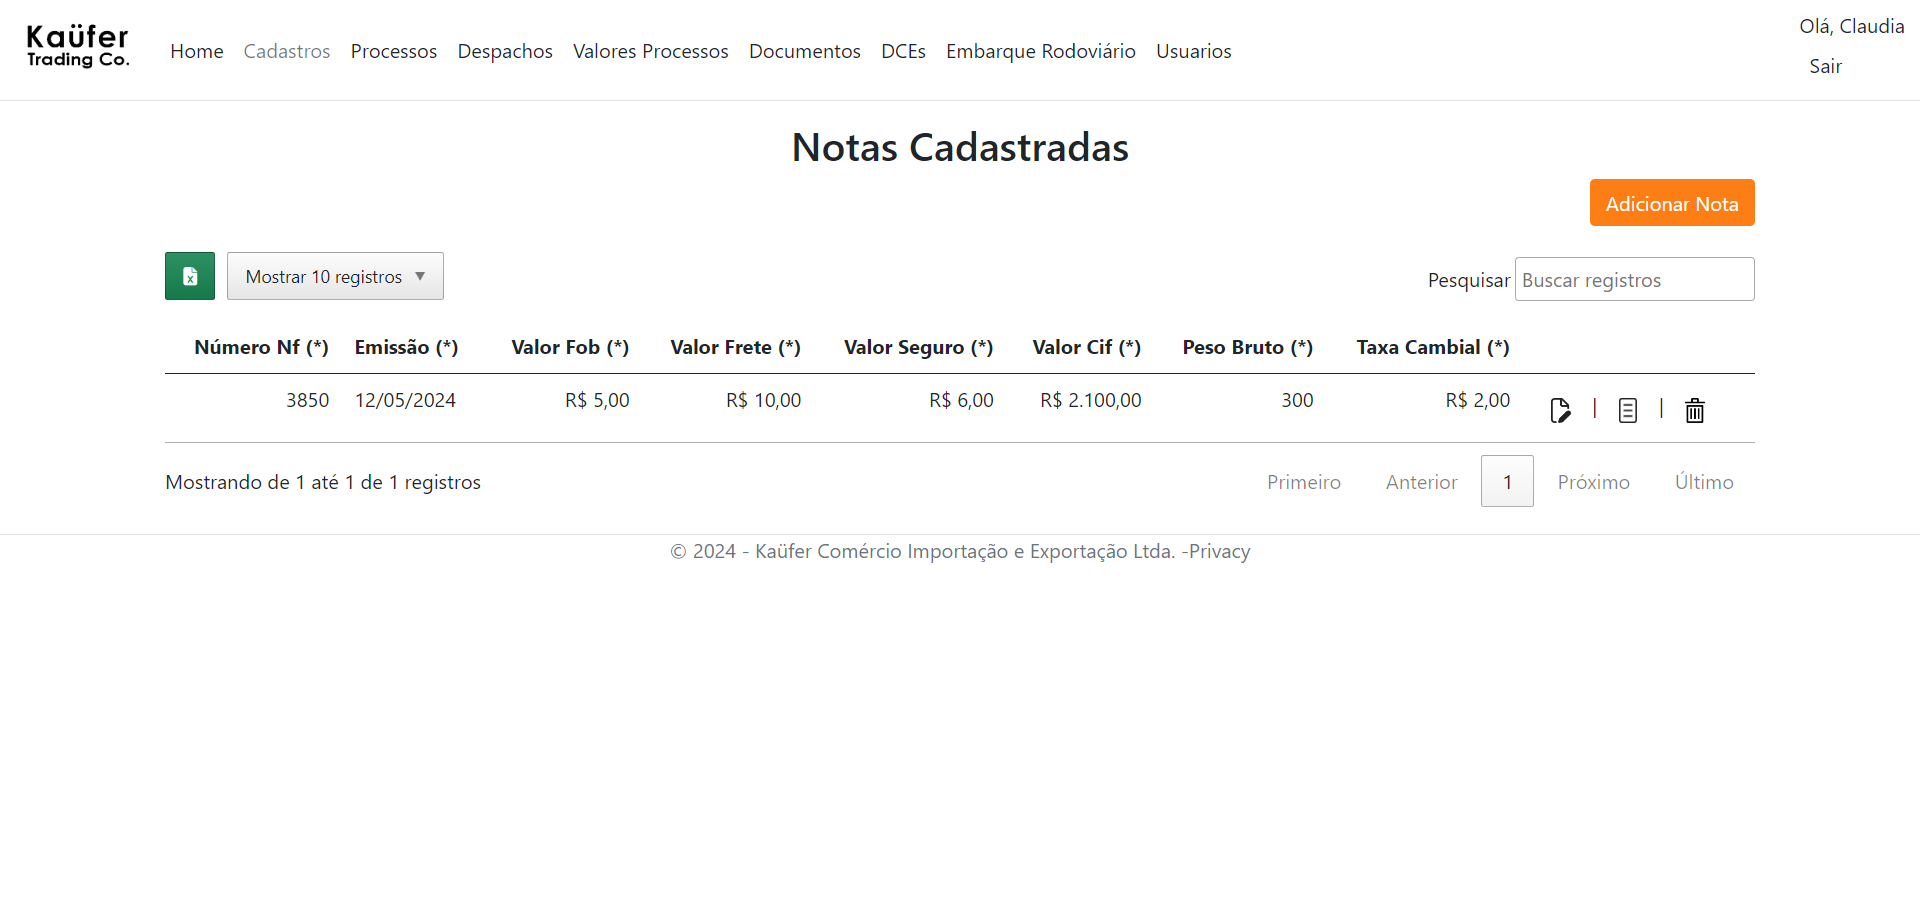 Kaüfer
Trading Co.
Home Cadastros Processos Despachos Valores Processos Documentos DCEs Embarque Rodoviário Usuarios
Olá, Claudia
Sair
Notas Cadastradas
Adicionar Nota
Mostrar 10 registros ▼
Pesquisar Buscar registros
Número Nf (*) Emissão (*) Valor Fob (*) Valor Frete (*) Valor Seguro (*) Valor Cif (*) Peso Bruto (*) Taxa Cambial (*)
3850 12/05/2024 R$ 5,00 R$ 10,00 R$ 6,00 R$ 2.100,00 300 R$ 2,00 | |
Mostrando de 1 até 1 de 1 registros
Primeiro Anterior 1 Próximo Último
© 2024 - Kaüfer Comércio Importação e Exportação Ltda. -Privacy